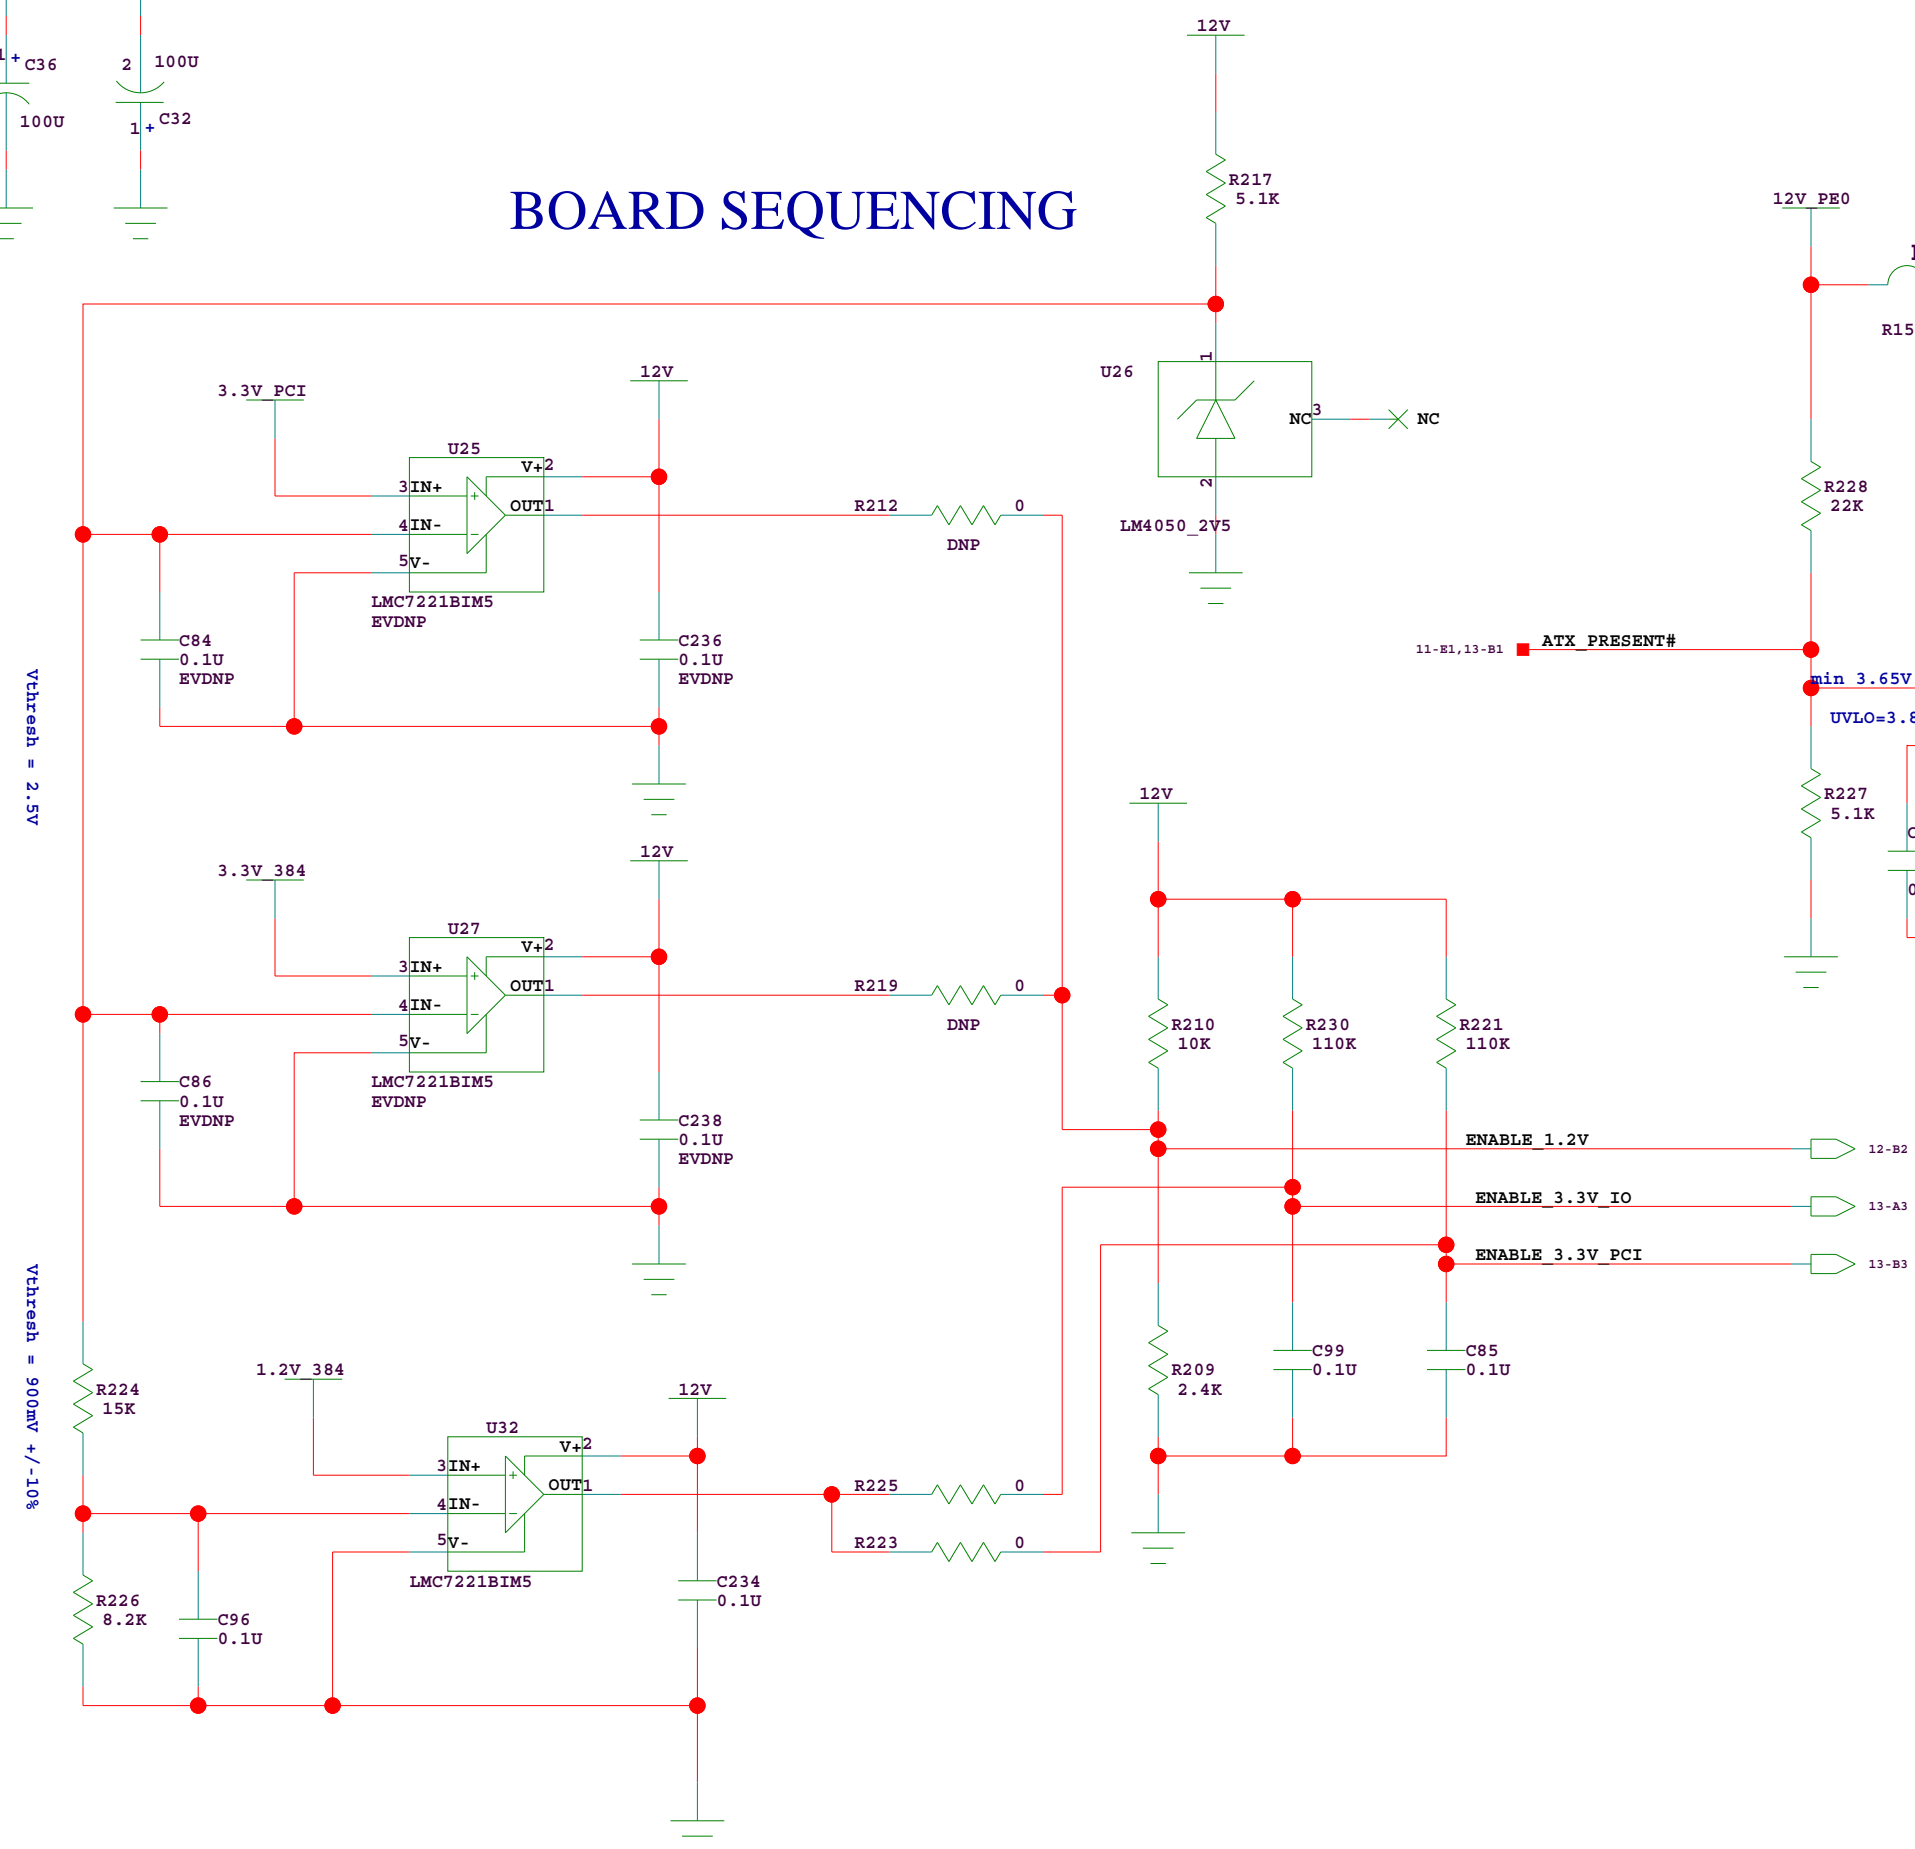 1
+
C36
100U
2
100U
1
+
C32
BOARD SEQUENCING
12V
R217
5.1K
12V_PE0
R15
U26
1
NC
3
NC
2
LM4050_2V5
3.3V_PCI
12V
U25
V+
2
3
IN+
OUT
1
4
IN-
5
V-
LMC7221BIM5
EVDNP
R212
0
DNP
C84
0.1U
EVDNP
C236
0.1U
EVDNP
R228
22K
11-E1,13-B1
ATX_PRESENT#
min 3.65V
UVLO=3.8
R227
5.1K
Vthresh = 2.5V
3.3V_384
12V
U27
V+
2
3
IN+
OUT
1
4
IN-
5
V-
LMC7221BIM5
EVDNP
R219
0
DNP
C86
0.1U
EVDNP
C238
0.1U
EVDNP
12V
R210
10K
R230
110K
R221
110K
ENABLE_1.2V
12-B2
ENABLE_3.3V_IO
13-A3
ENABLE_3.3V_PCI
13-B3
R209
2.4K
C99
0.1U
C85
0.1U
Vthresh = 900mV +/-10%
R224
15K
1.2V_384
12V
U32
V+
2
3
IN+
OUT
1
4
IN-
5
V-
LMC7221BIM5
R225
0
R223
0
R226
8.2K
C96
0.1U
C234
0.1U